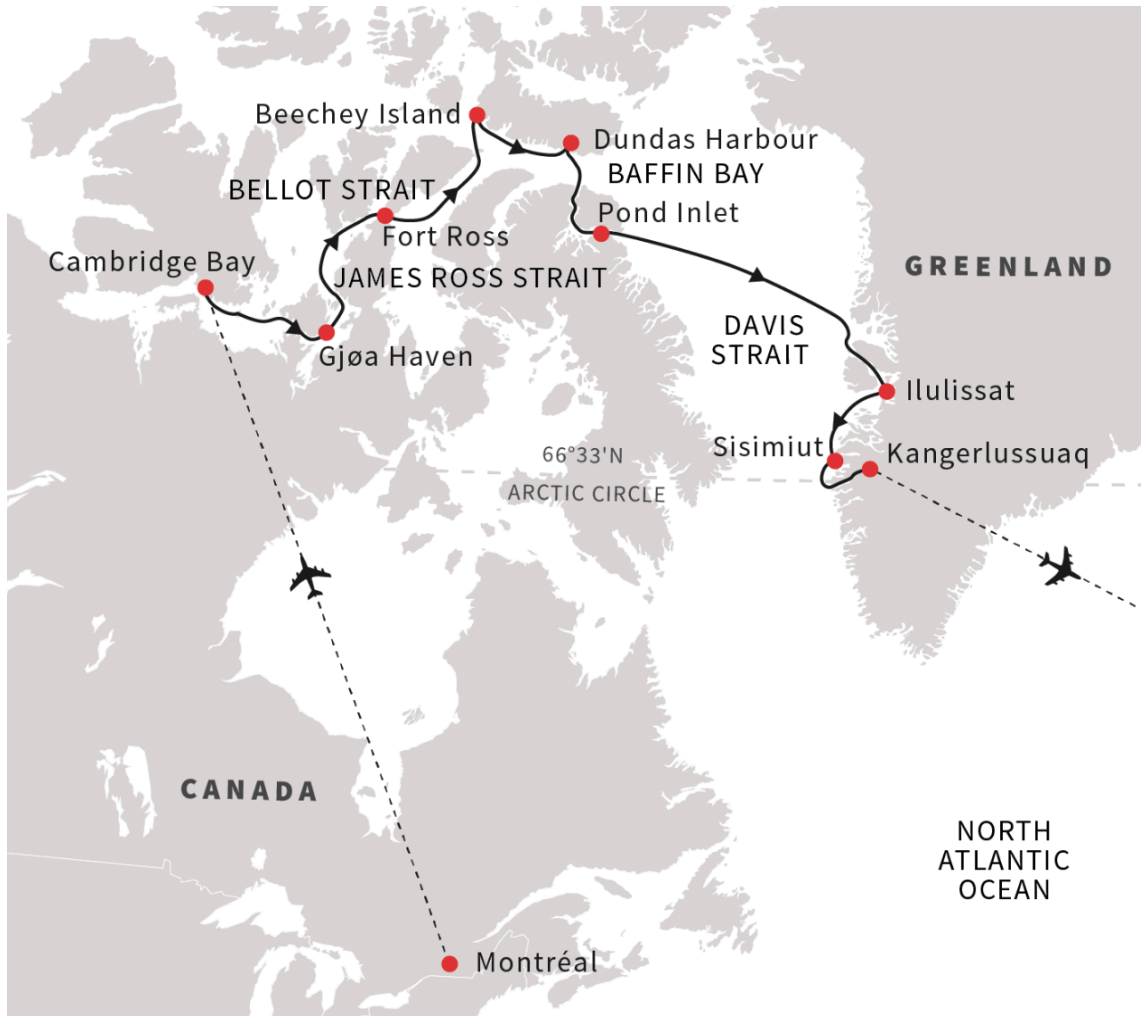 Beechey Island
Dundas Harbour
BAFFIN BAY
BELLOT STRAIT
Pond Inlet
Fort Ross
Cambridge Bay
JAMES ROSS STRAIT
GREENLAND
Gjøa Haven
DAVIS
STRAIT
Ilulissat
Sisimiut
Kangerlussuaq
66°33'N
ARCTIC CIRCLE
CANADA
NORTH
ATLANTIC
OCEAN
Montréal